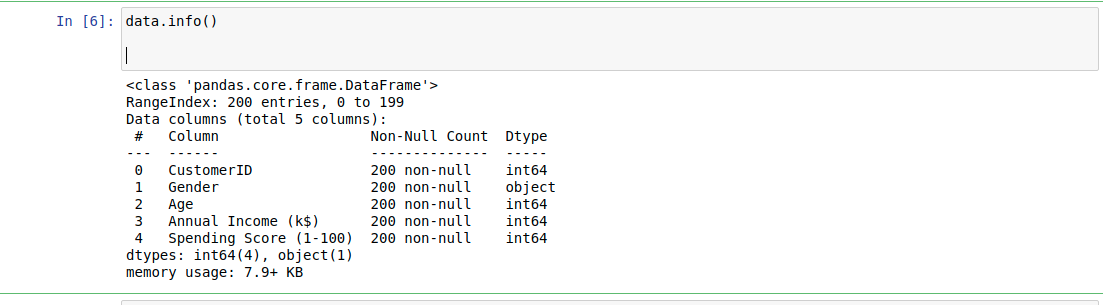 In [6]: data.info()
<class 'pandas.core.frame.DataFrame'>
RangeIndex: 200 entries, 0 to 199
Data columns (total 5 columns):
 #   Column                  Non-Null Count  Dtype
---  ------                  --------------  -----
 0   CustomerID              200 non-null    int64
 1   Gender                  200 non-null    object
 2   Age                     200 non-null    int64
 3   Annual Income (k$)      200 non-null    int64
 4   Spending Score (1-100)  200 non-null    int64
dtypes: int64(4), object(1)
memory usage: 7.9+ KB